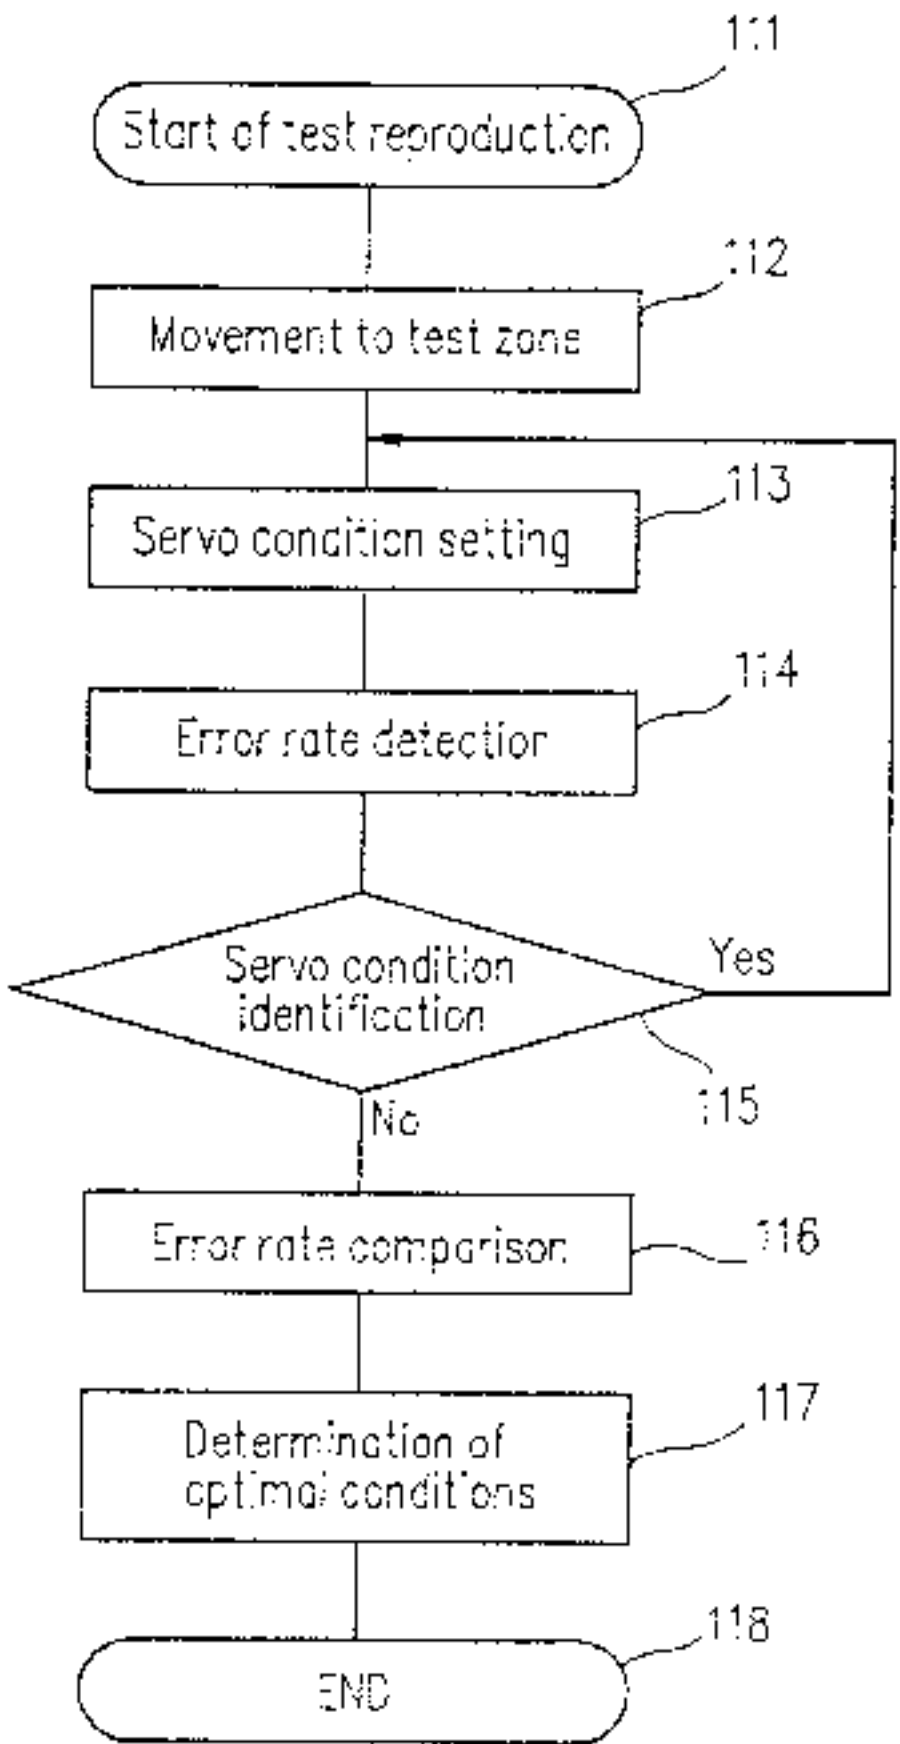 111
Start of test reproduction
112
Movement to test zone
113
Servo condition setting
114
Error rate detection
Servo condition
identification
Yes
115
No
Error rate comparison
116
117
Determination of
optimal conditions
118
END